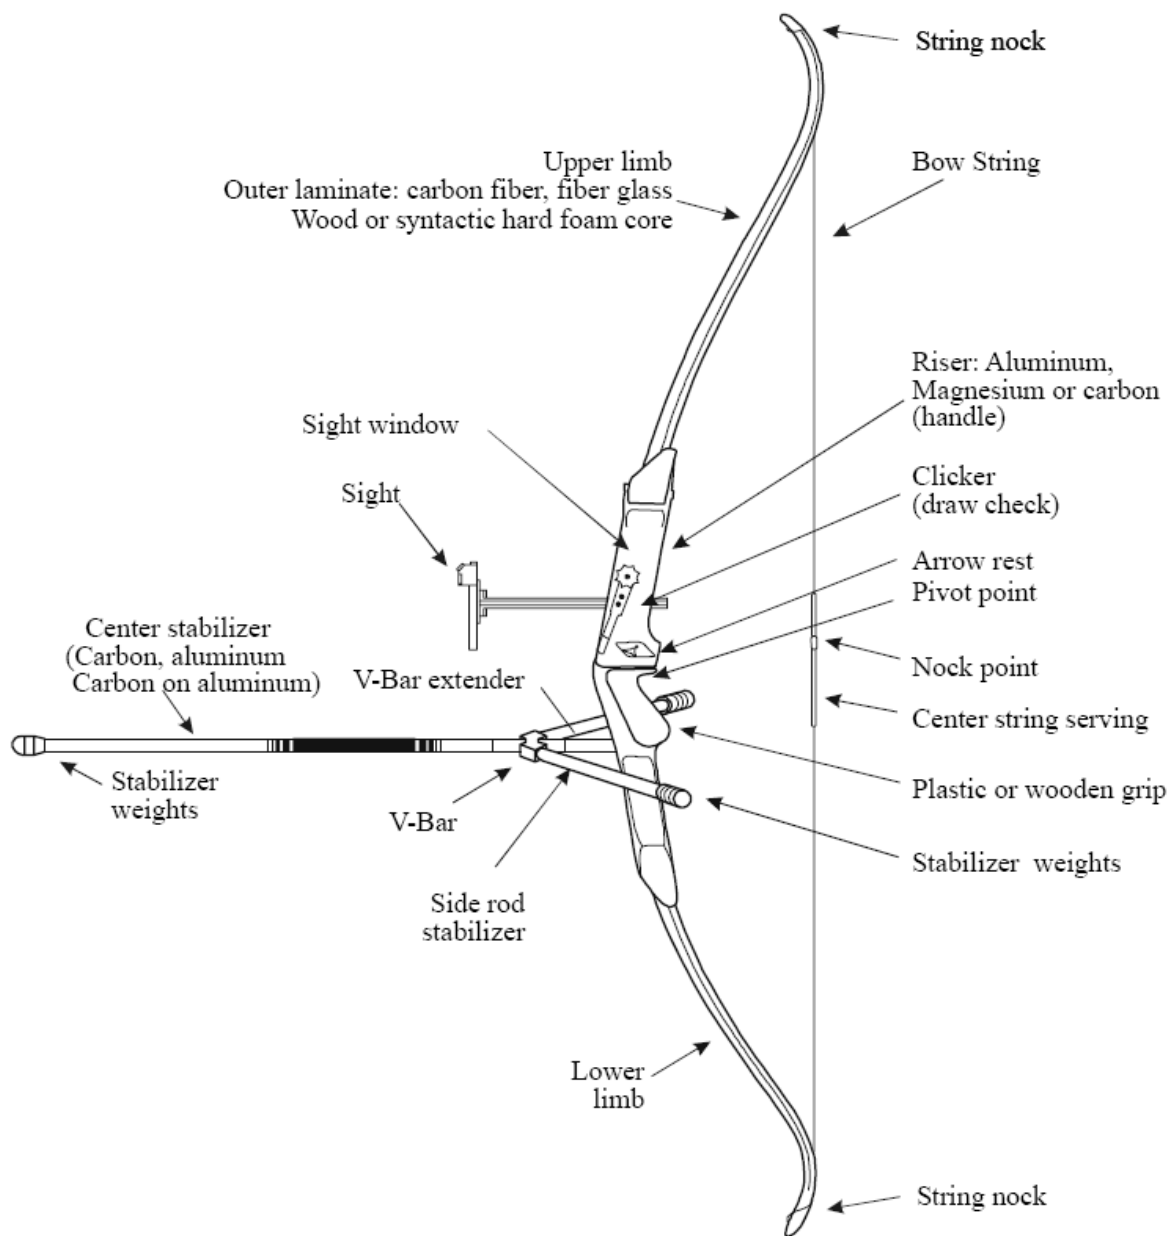 String nock
Upper limb
Outer laminate: carbon fiber, fiber glass
Wood or syntactic hard foam core
Bow String
Riser: Aluminum,
Magnesium or carbon
(handle)
Sight window
Clicker
(draw check)
Sight
Arrow rest
Pivot point
Center stabilizer
(Carbon, aluminum
Carbon on aluminum)
V-Bar extender
Nock point
Center string serving
Stabilizer
weights
V-Bar
Plastic or wooden grip
Stabilizer weights
Side rod
stabilizer
Lower
limb
String nock